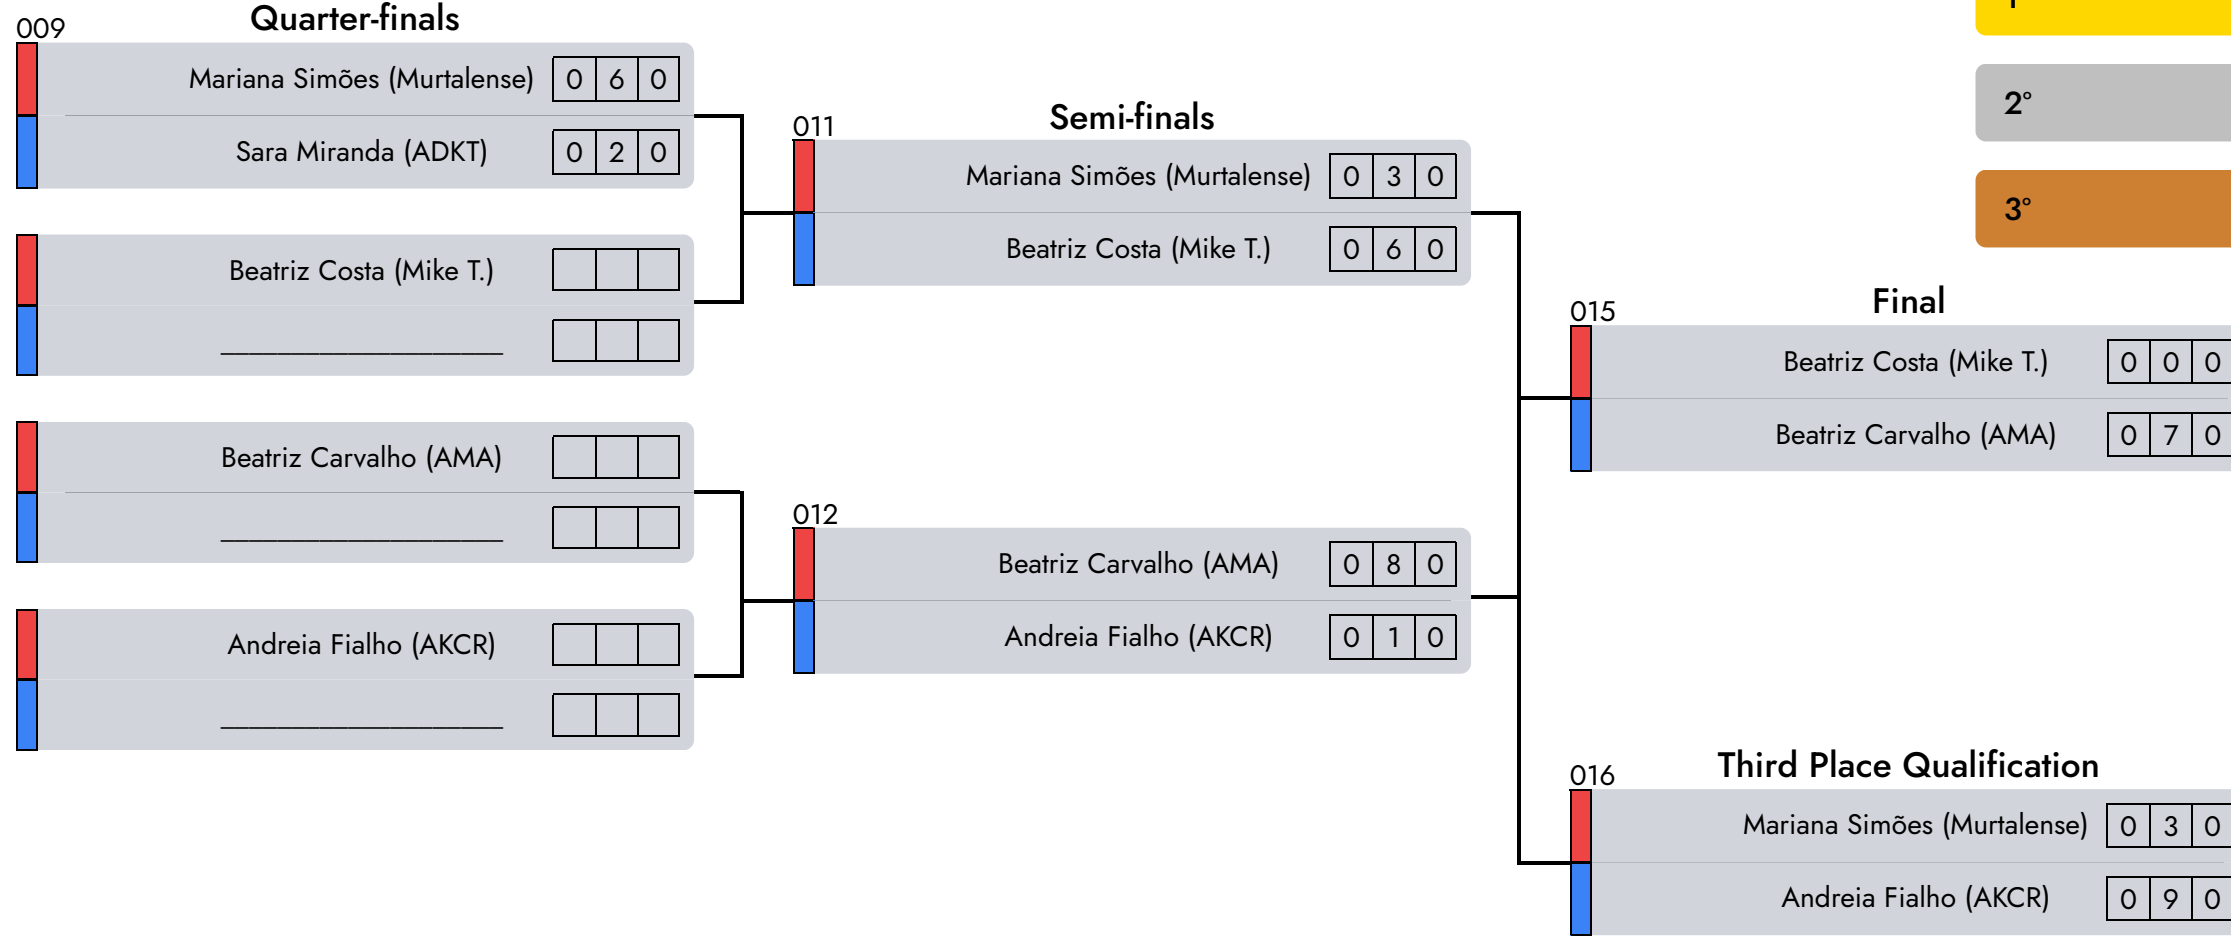 Quarter-finals
009
Mariana Simões (Murtalense) 0 6 0
Sara Miranda (ADKT) 0 2 0
Beatriz Costa (Mike T.)
____________________
Beatriz Carvalho (AMA)
____________________
Andreia Fialho (AKCR)
____________________
Semi-finals
011
Mariana Simões (Murtalense) 0 3 0
Beatriz Costa (Mike T.) 0 6 0
012
Beatriz Carvalho (AMA) 0 8 0
Andreia Fialho (AKCR) 0 1 0
2°
3°
Final
015
Beatriz Costa (Mike T.) 0 0 0
Beatriz Carvalho (AMA) 0 7 0
Third Place Qualification
016
Mariana Simões (Murtalense) 0 3 0
Andreia Fialho (AKCR) 0 9 0